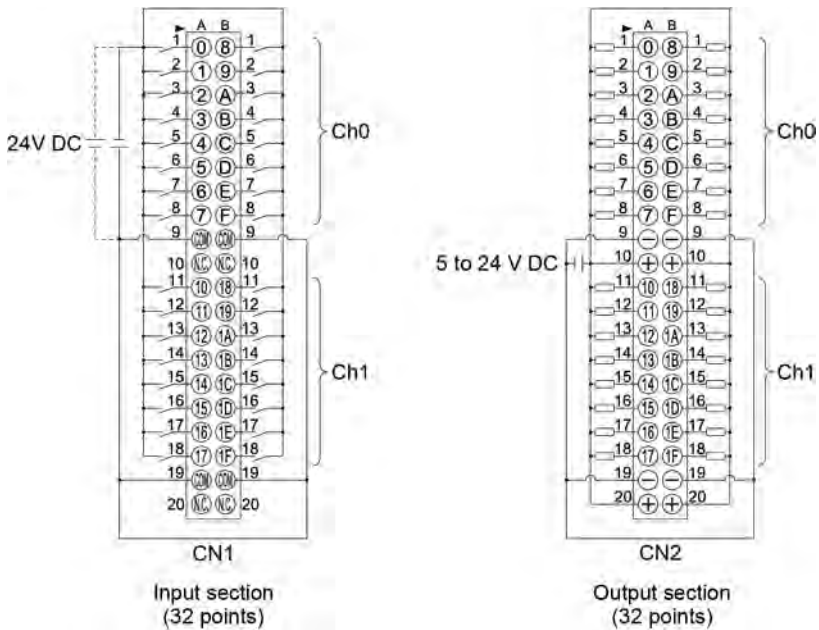 A B A B
1 0 8 1 1 0 8 1
2 1 9 2 2 1 9 2
3 2 A 3 3 2 A 3
4 3 B 4 4 3 B 4
24V DC 5 4 C 5 Ch0 5 4 C 5 Ch0
6 5 D 6 6 5 D 6
7 6 E 7 7 6 E 7
8 7 F 8 8 7 F 8
9 COM COM 9 9 − − 9
10 N.C. N.C. 10 5 to 24 V DC 10 + + 10
11 10 18 11 11 10 18 11
12 11 19 12 12 11 19 12
13 12 1A 13 13 12 1A 13
14 13 1B 14 14 13 1B 14
15 14 1C 15 Ch1 15 14 1C 15 Ch1
16 15 1D 16 16 15 1D 16
17 16 1E 17 17 16 1E 17
18 17 1F 18 18 17 1F 18
19 COM COM 19 19 − − 19
20 N.C. N.C. 20 20 + + 20
CN1 CN2
Input section Output section
(32 points) (32 points)